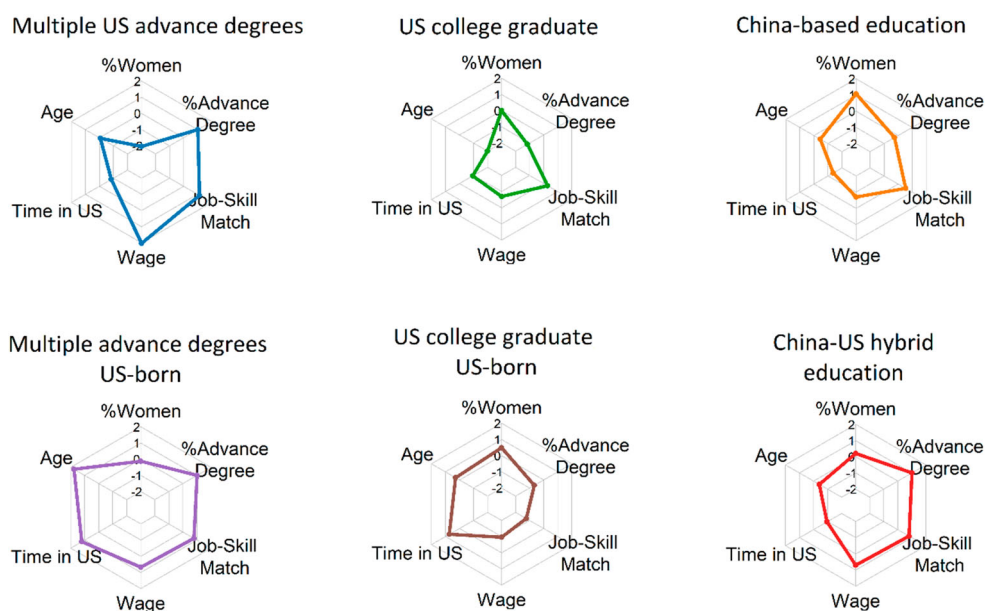 Multiple US advance degrees
%Women
2
1
0
-1
-2
%Advance
Degree
Job-Skill
Match
Wage
Time in US
Age
US college graduate
%Women
2
1
0
-1
-2
%Advance
Degree
Job-Skill
Match
Wage
Time in US
Age
China-based education
%Women
2
1
0
-1
-2
%Advance
Degree
Job-Skill
Match
Wage
Time in US
Age
Multiple advance degrees
US-born
%Women
2
1
0
-1
-2
%Advance
Degree
Job-Skill
Match
Wage
Time in US
Age
US college graduate
US-born
%Women
2
1
0
-1
-2
%Advance
Degree
Job-Skill
Match
Wage
Time in US
Age
China-US hybrid
education
%Women
2
1
0
-1
-2
%Advance
Degree
Job-Skill
Match
Wage
Time in US
Age